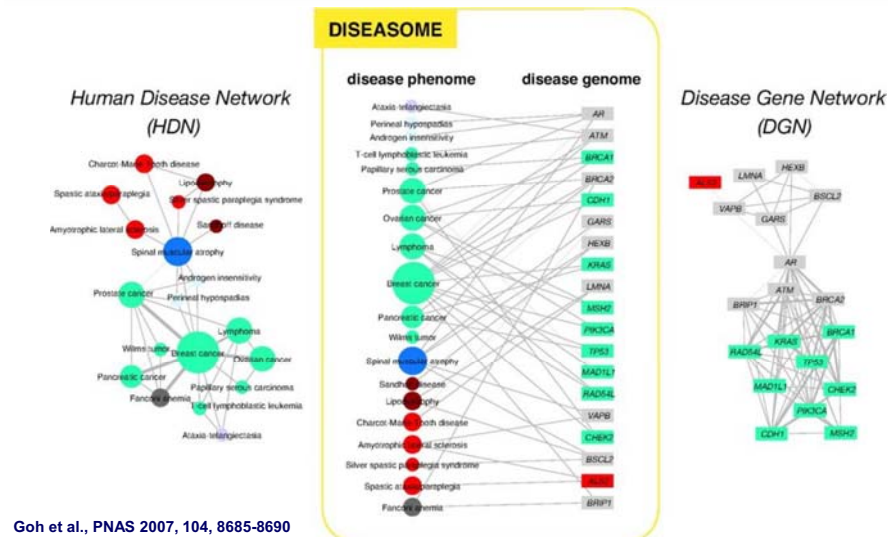 DISEASOME
Human Disease Network
(HDN)
Charcot-Marie-Tooth disease
Lipodystrophy
Spastic ataxia/paraplegia
Silver spastic paraplegia syndrome
Sandhoff disease
Amyotrophic lateral sclerosis
Spinal muscular atrophy
Androgen insensitivity
Prostate cancer
Perineal hypospadias
Lymphoma
Wilms tumor
Breast cancer
Ovarian cancer
Pancreatic cancer
Papillary serous carcinoma
Fanconi anemia
T-cell lymphoblastic leukemia
Ataxia-telangiectasia
disease phenome
Ataxia-telangiectasia
Perineal hypospadias
Androgen insensitivity
T-cell lymphoblastic leukemia
Papillary serous carcinoma
Prostate cancer
Ovarian cancer
Lymphoma
Breast cancer
Pancreatic cancer
Wilms tumor
Spinal muscular atrophy
Sandhoff disease
Lipodystrophy
Charcot-Marie-Tooth disease
Amyotrophic lateral sclerosis
Silver spastic paraplegia syndrome
Spastic ataxia/paraplegia
Fanconi anemia
disease genome
AR
ATM
BRCA1
BRCA2
CDH1
GARS
HEXB
KRAS
LMNA
MSH2
PIK3CA
TP53
MAD1L1
RAD54L
VAPB
CHEK2
BSCL2
ALS2
BRIP1
Disease Gene Network
(DGN)
HEXB
LMNA
ALS2
BSCL2
VAPB
GARS
AR
ATM
BRIP1
BRCA2
BRCA1
KRAS
RAD54L
TP53
MAD1L1
CHEK2
PIK3CA
CDH1
MSH2
Goh et al., PNAS 2007, 104, 8685-8690